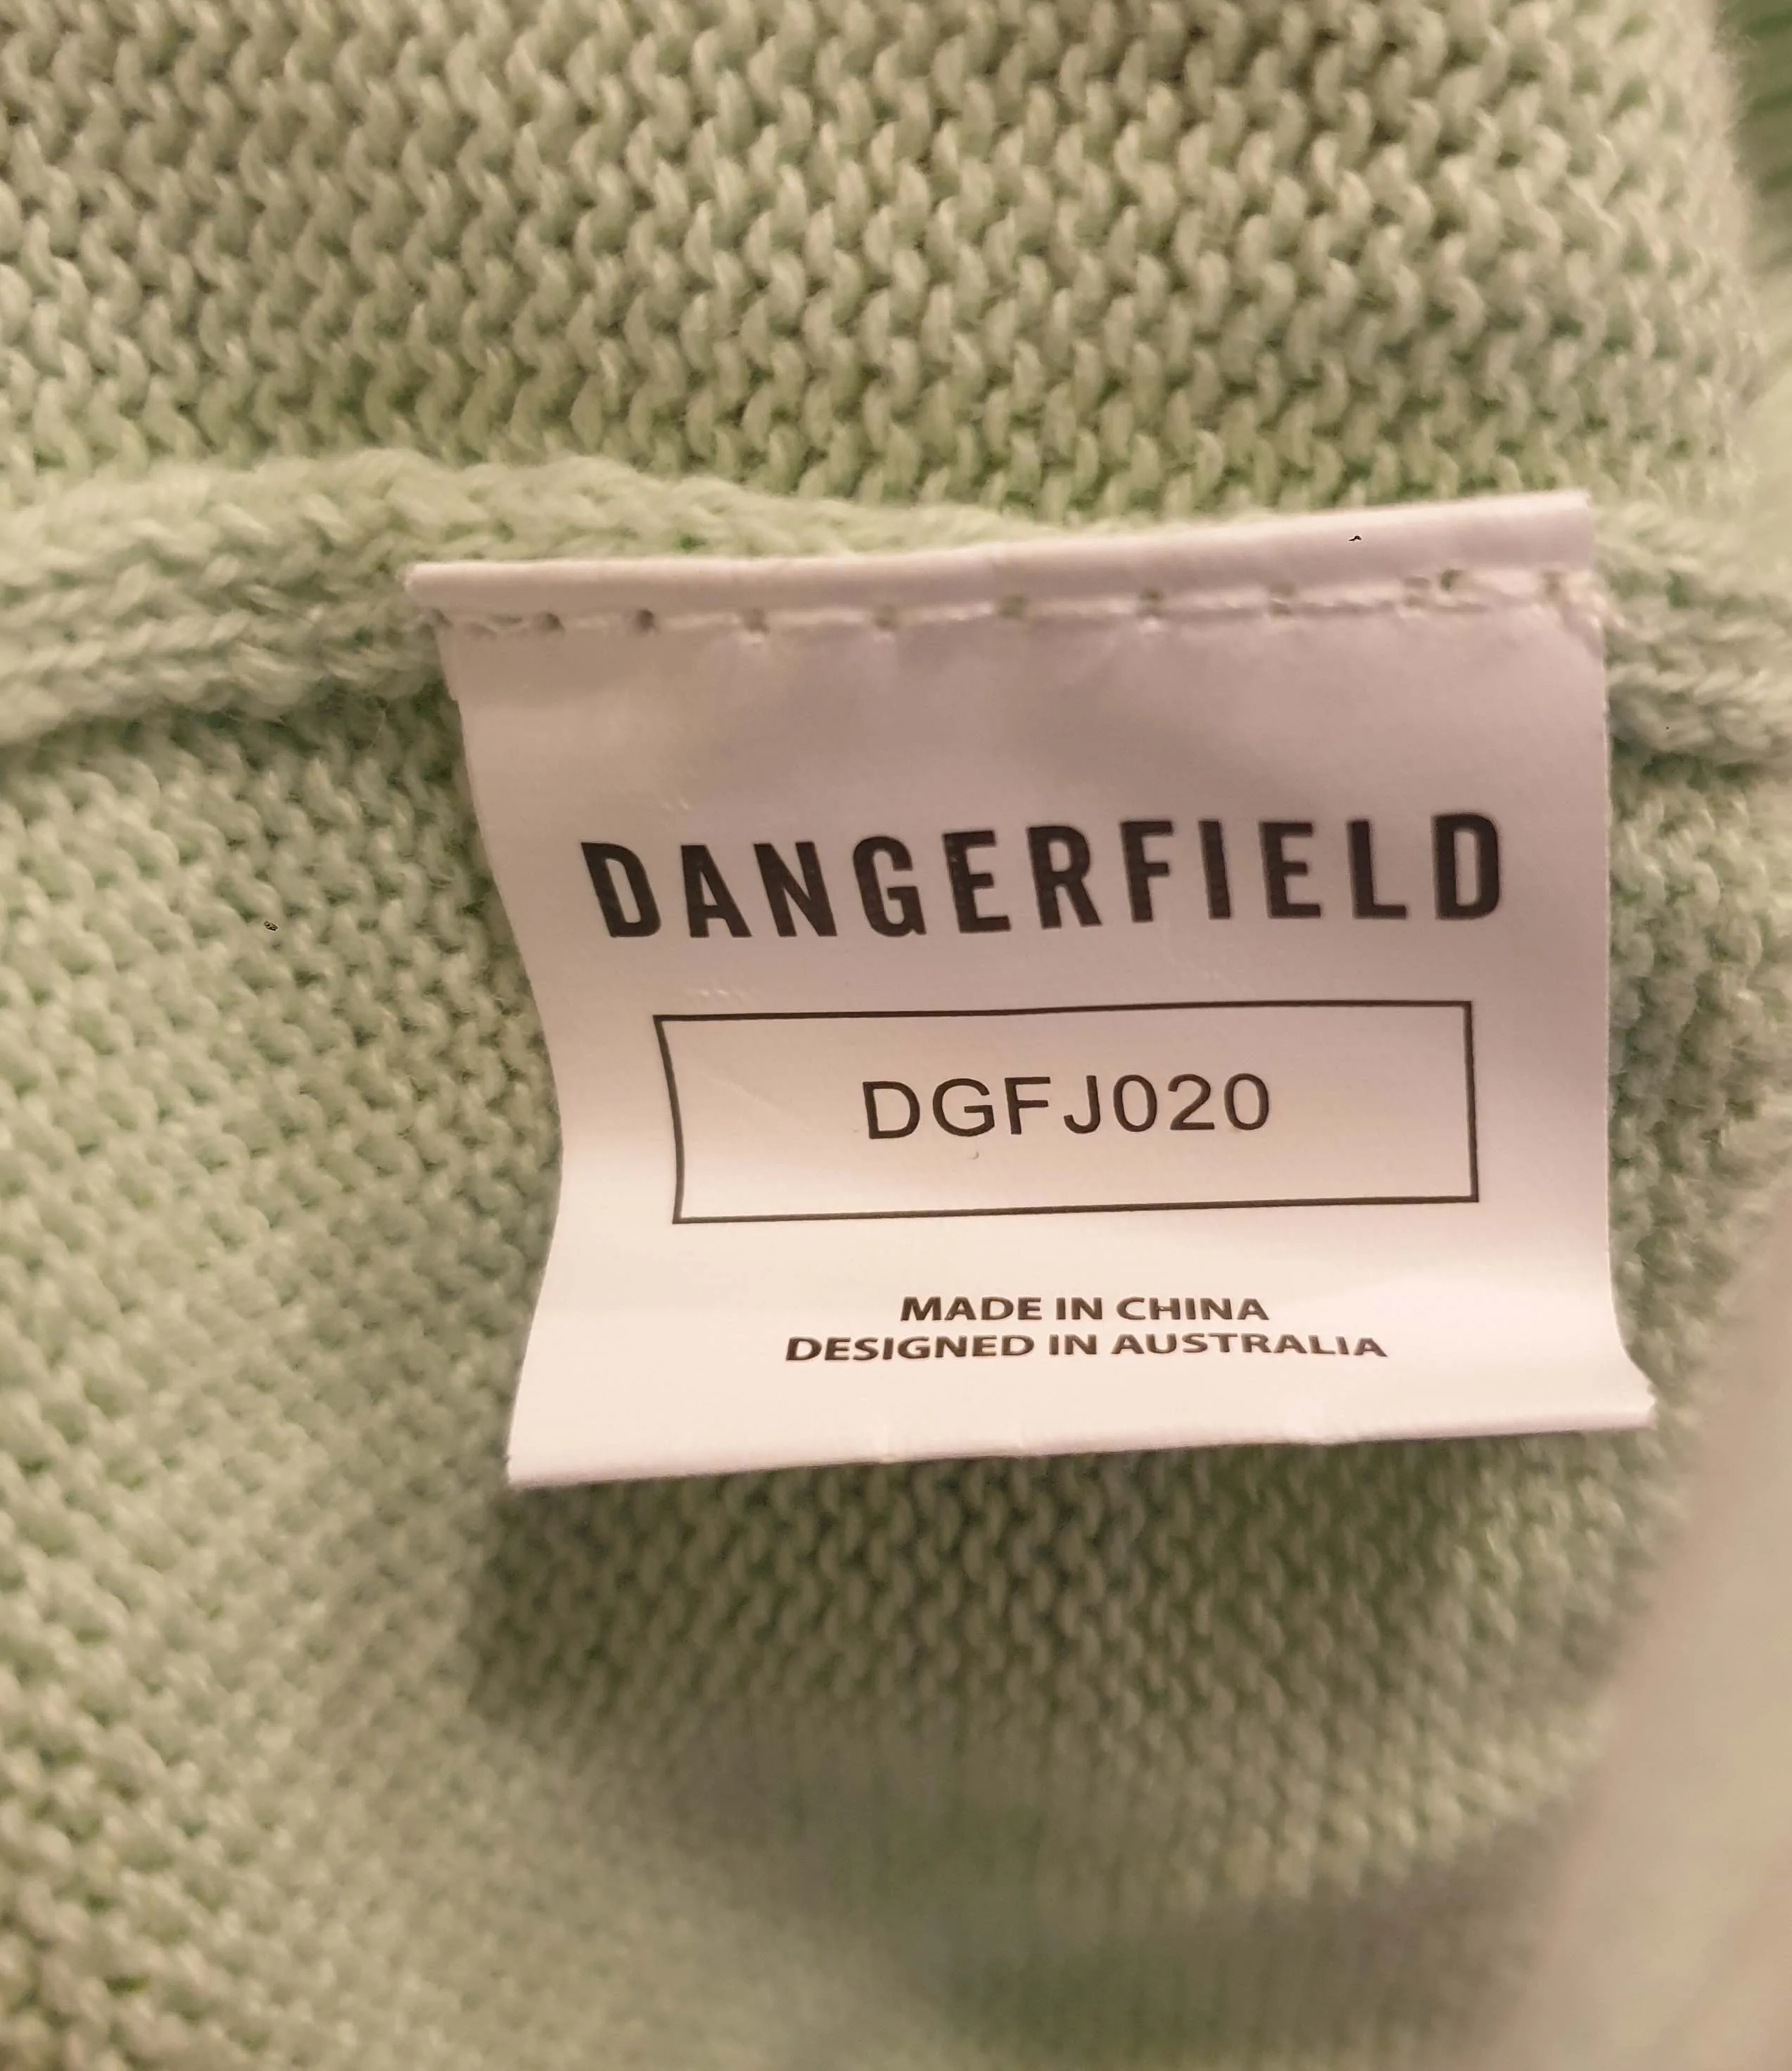 DANGERFIELD
DGFJ020
MADE IN CHINA
DESIGNED IN AUSTRALIA